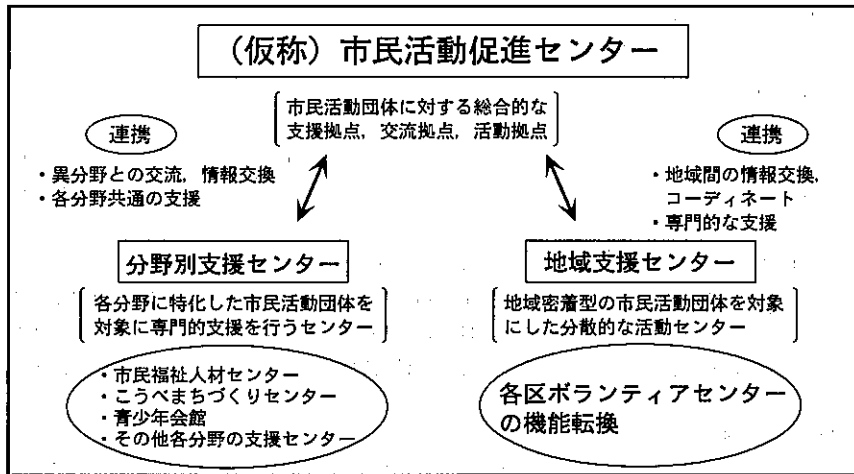 （仮称）市民活動促進センター
市民活動団体に対する総合的な
支援拠点，交流拠点，活動拠点
連携
・異分野との交流，情報交換
・各分野共通の支援
連携
・地域間の情報交換，
コーディネート
・専門的な支援
分野別支援センター
各分野に特化した市民活動団体を
対象に専門的支援を行うセンター
・市民福祉人材センター
・こうべまちづくりセンター
・青少年会館
・その他各分野の支援センター
地域支援センター
地域密着型の市民活動団体を対象
にした分散的な活動センター
各区ボランティアセンター
の機能転換